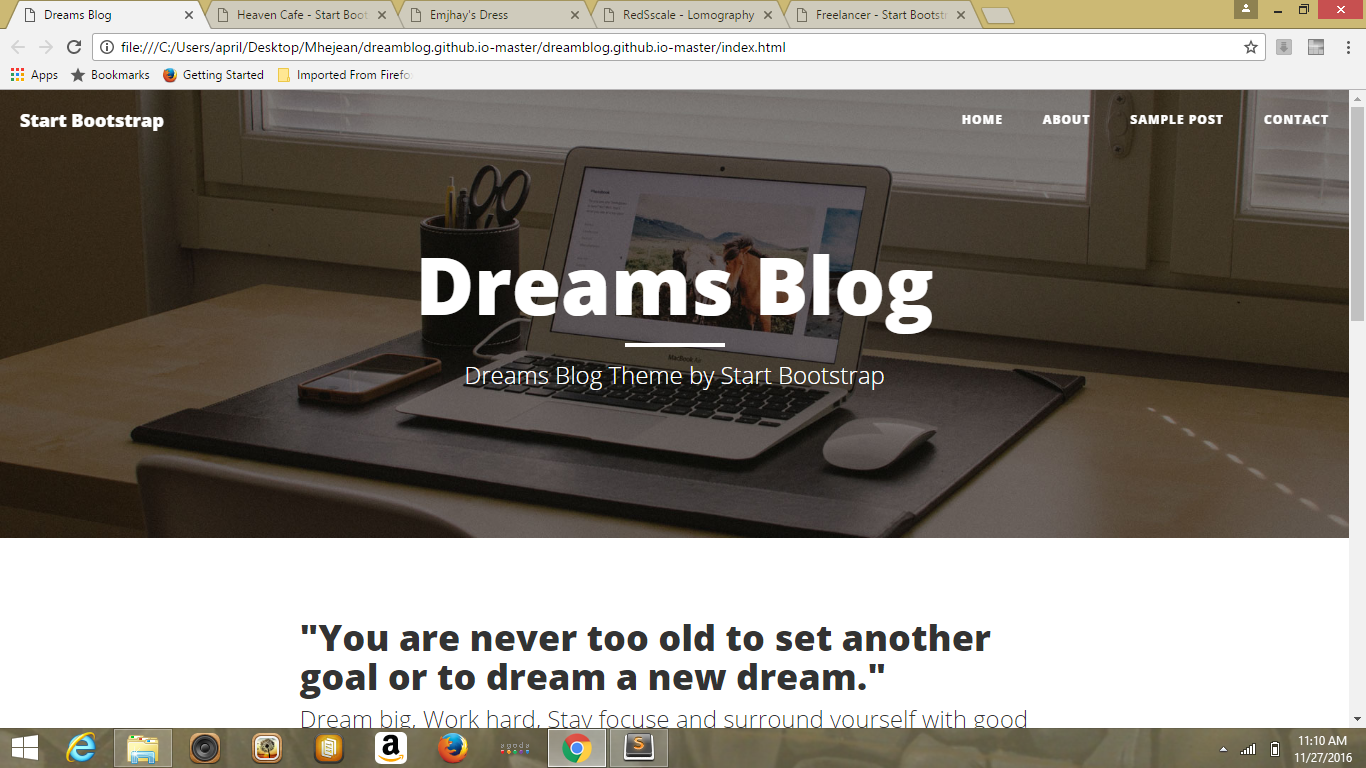 Dreams Blog
Heaven Cafe - Start Boot
Emjhay's Dress
RedSscale - Lomography
Freelancer - Start Bootst
file:///C:/Users/april/Desktop/Mhejean/dreamblog.github.io-master/dreamblog.github.io-master/index.html
Apps Bookmarks Getting Started Imported From Firefo
Start Bootstrap
HOME ABOUT SAMPLE POST CONTACT
Dreams Blog
MacBook Air
Dreams Blog Theme by Start Bootstrap
"You are never too old to set another
goal or to dream a new dream."
Dream big, Work hard, Stay focuse and surround yourself with good
agoda
11:10 AM
11/27/2016